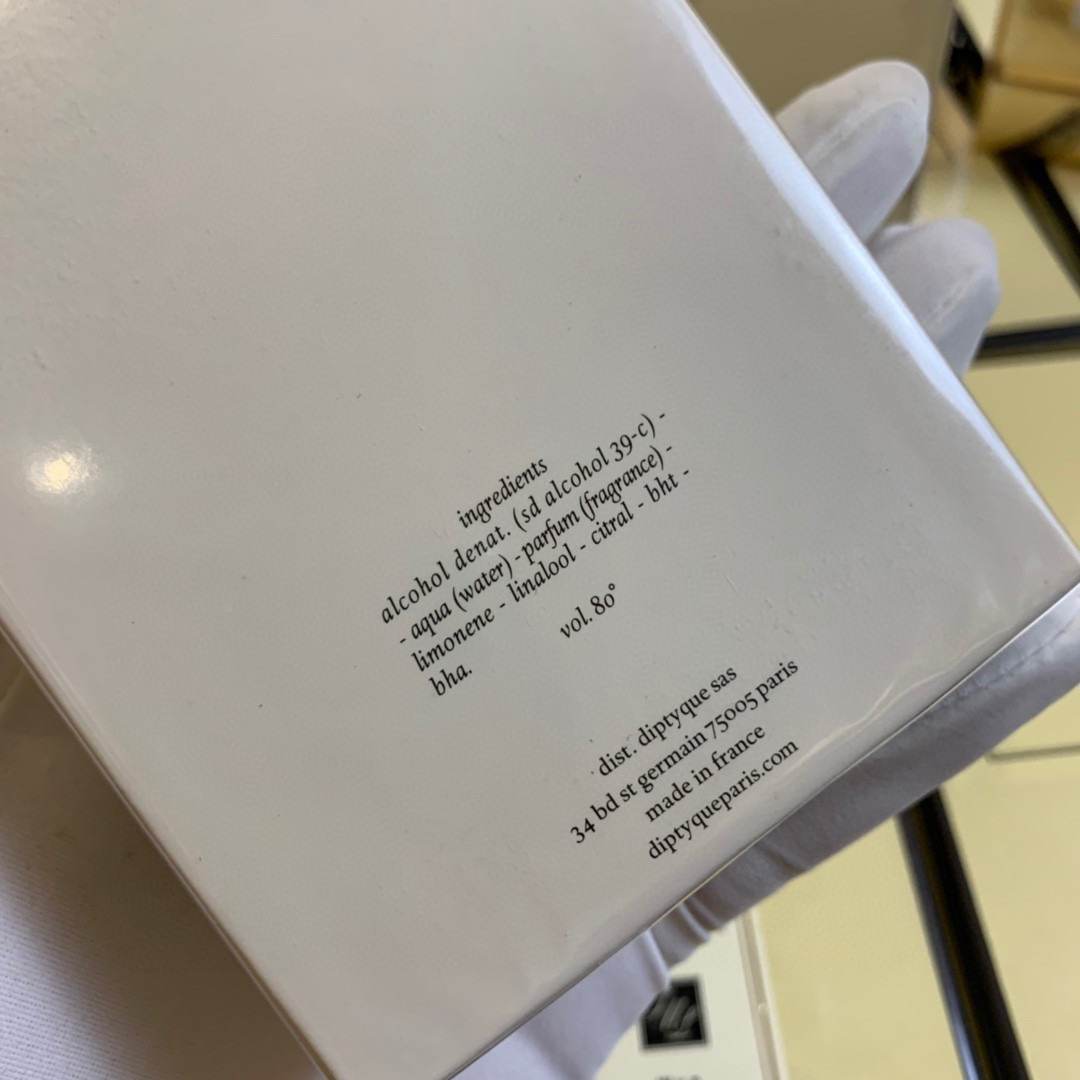 ingredients
alcohol denat. (sd alcohol 39-c) -
- aqua (water) - parfum (fragrance) -
limonene - linalool - citral - bht -
bha.
vol. 80°
dist. diptyque sas
34 bd st germain 75005 paris
made in france
diptyqueparis.com